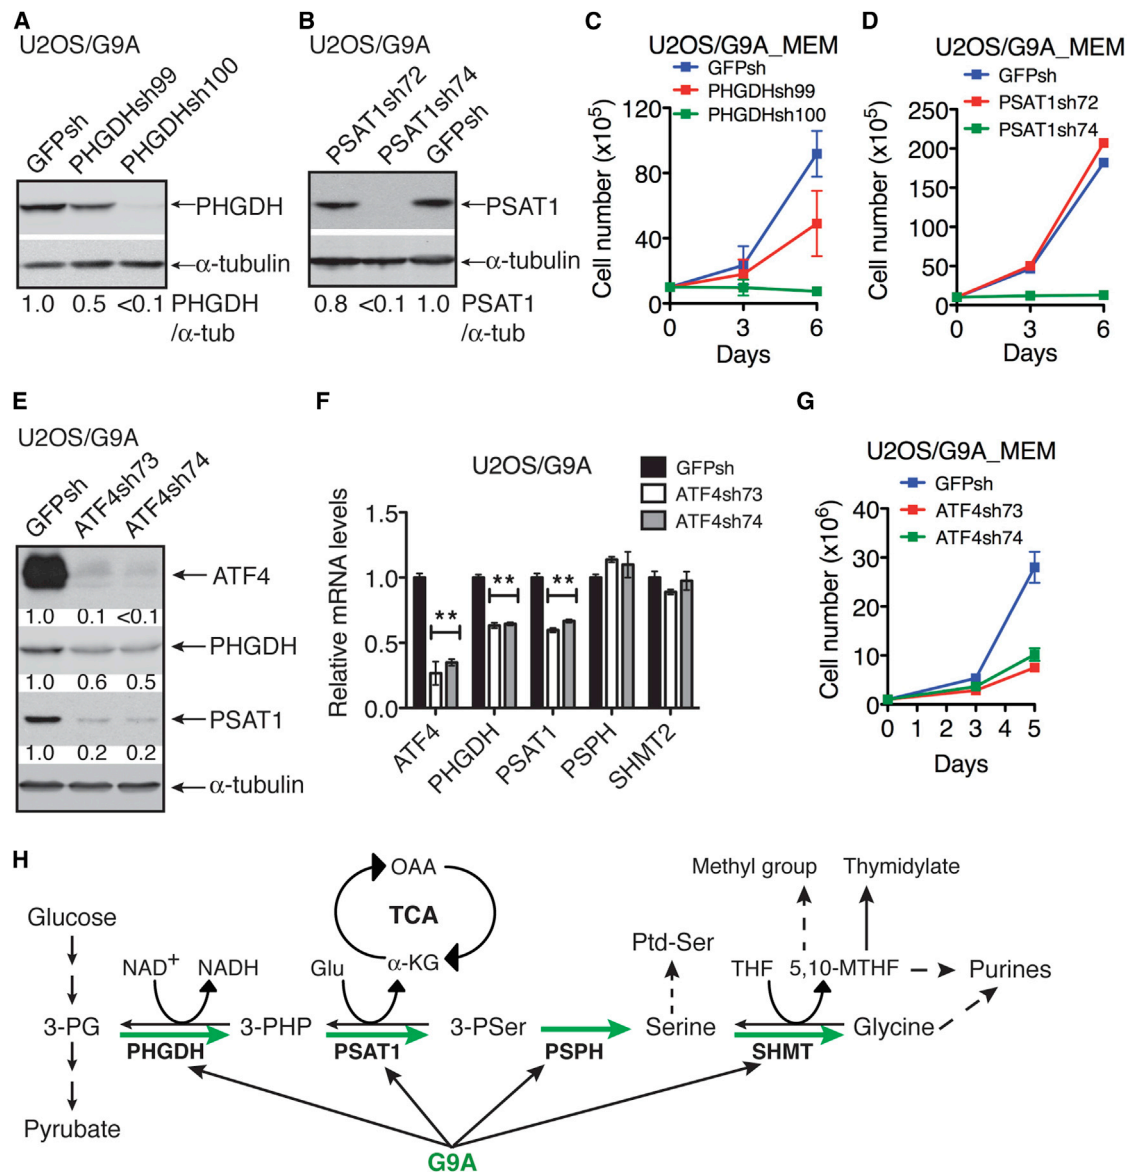 A
U2OS/G9A
GFPsh
PHGDHsh99
PHGDHsh100
←PHGDH
←α-tubulin
1.0 0.5 <0.1 PHGDH
/α-tub
B
U2OS/G9A
PSAT1sh72
PSAT1sh74
GFPsh
←PSAT1
←α-tubulin
0.8 <0.1 1.0 PSAT1
/α-tub
C
U2OS/G9A_MEM
GFPsh
PHGDHsh99
PHGDHsh100
Cell number (x10⁵)
120
80
40
0
0 3 6
Days
D
U2OS/G9A_MEM
GFPsh
PSAT1sh72
PSAT1sh74
Cell number (x10⁵)
250
200
150
100
50
0
0 3 6
Days
E
U2OS/G9A
GFPsh
ATF4sh73
ATF4sh74
← ATF4
1.0 0.1 <0.1
←PHGDH
1.0 0.6 0.5
←PSAT1
1.0 0.2 0.2
←α-tubulin
F
U2OS/G9A
GFPsh
ATF4sh73
ATF4sh74
Relative mRNA levels
1.5
1.0
0.5
0.0
**
**
**
ATF4
PHGDH
PSAT1
PSPH
SHMT2
G
U2OS/G9A_MEM
GFPsh
ATF4sh73
ATF4sh74
Cell number (x10⁶)
40
30
20
10
0
0 1 2 3 4 5
Days
H
OAA
TCA
α-KG
Glu
Methyl group Thymidylate
Glucose
NAD⁺ NADH
Ptd-Ser
THF 5,10-MTHF Purines
3-PG 3-PHP 3-PSer Serine Glycine
PHGDH PSAT1 PSPH SHMT
Pyrubate
G9A